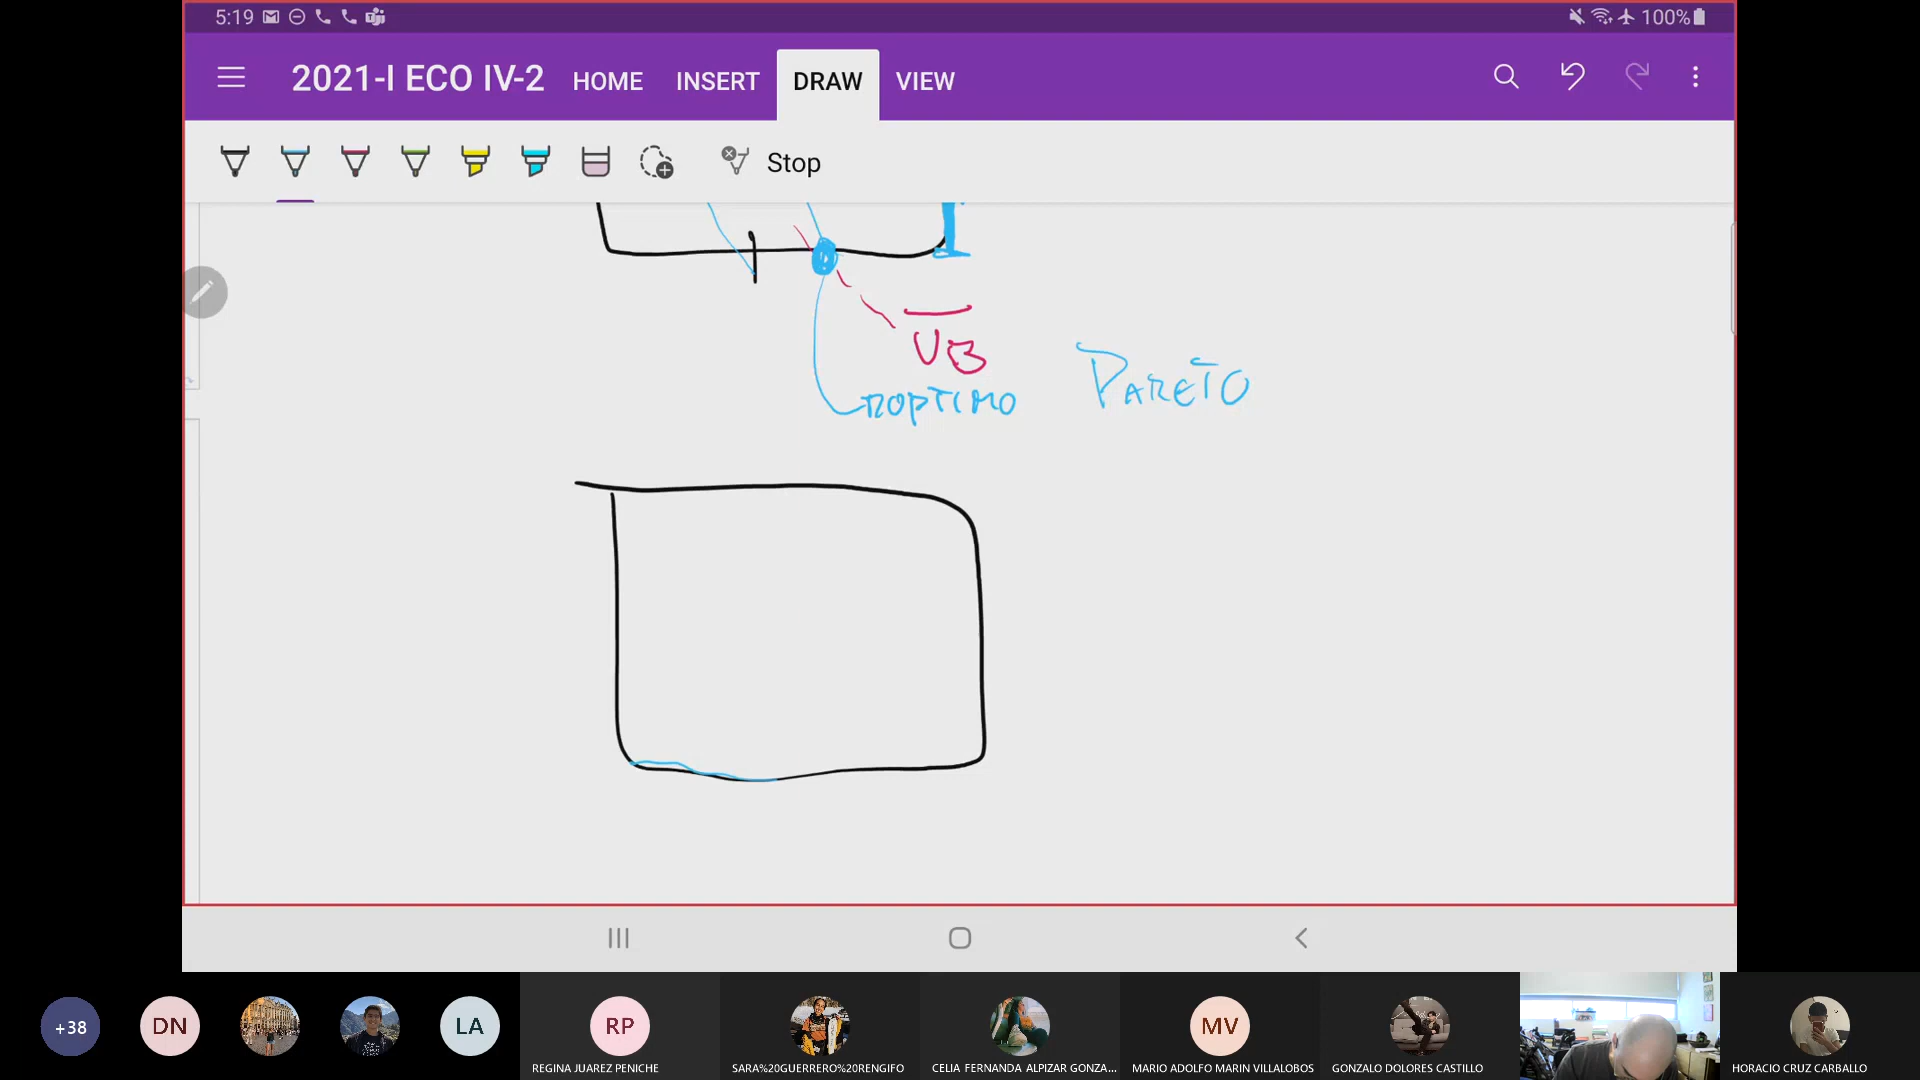 5:19 100%
2021-I ECO IV-2 HOME INSERT DRAW VIEW
Stop
UB
ÓPTIMO PARETO
+38 DN LA RP MV
REGINA JUAREZ PENICHE SARA%20GUERRERO%20RENGIFO CELIA FERNANDA ALPIZAR GONZA... MARIO ADOLFO MARIN VILLALOBOS GONZALO DOLORES CASTILLO HORACIO CRUZ CARBALLO